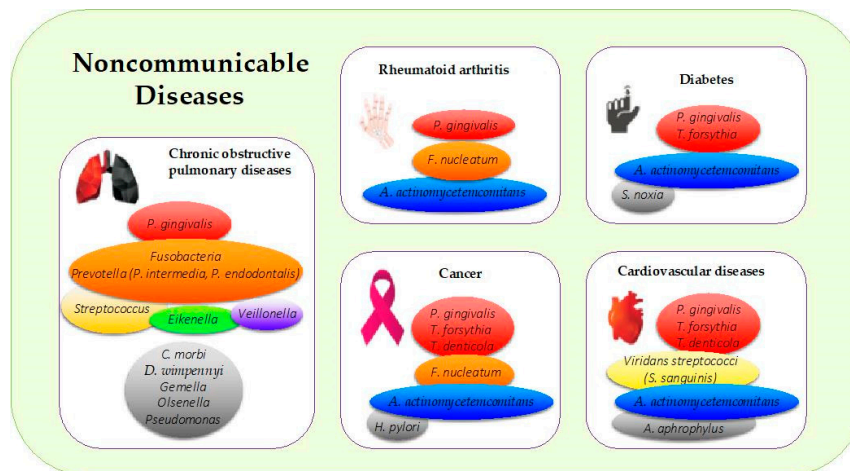 Noncommunicable
Diseases
Chronic obstructive
pulmonary diseases
P. gingivalis
Fusobacteria
Prevotella (P. intermedia, P. endodontalis)
Streptococcus
Eikenella
Veillonella
C. morbi
D. wimpennyi
Gemella
Olsenella
Pseudomonas
Rheumatoid arthritis
P. gingivalis
F. nucleatum
A. actinomycetemcomitans
Diabetes
P. gingivalis
T. forsythia
A. actinomycetemcomitans
S. noxia
Cancer
P. gingivalis
T. forsythia
T. denticola
F. nucleatum
A. actinomycetemcomitans
H. pylori
Cardiovascular diseases
P. gingivalis
T. forsythia
T. denticola
Viridans streptococci
(S. sanguinis)
A. actinomycetemcomitans
A. aphrophylus